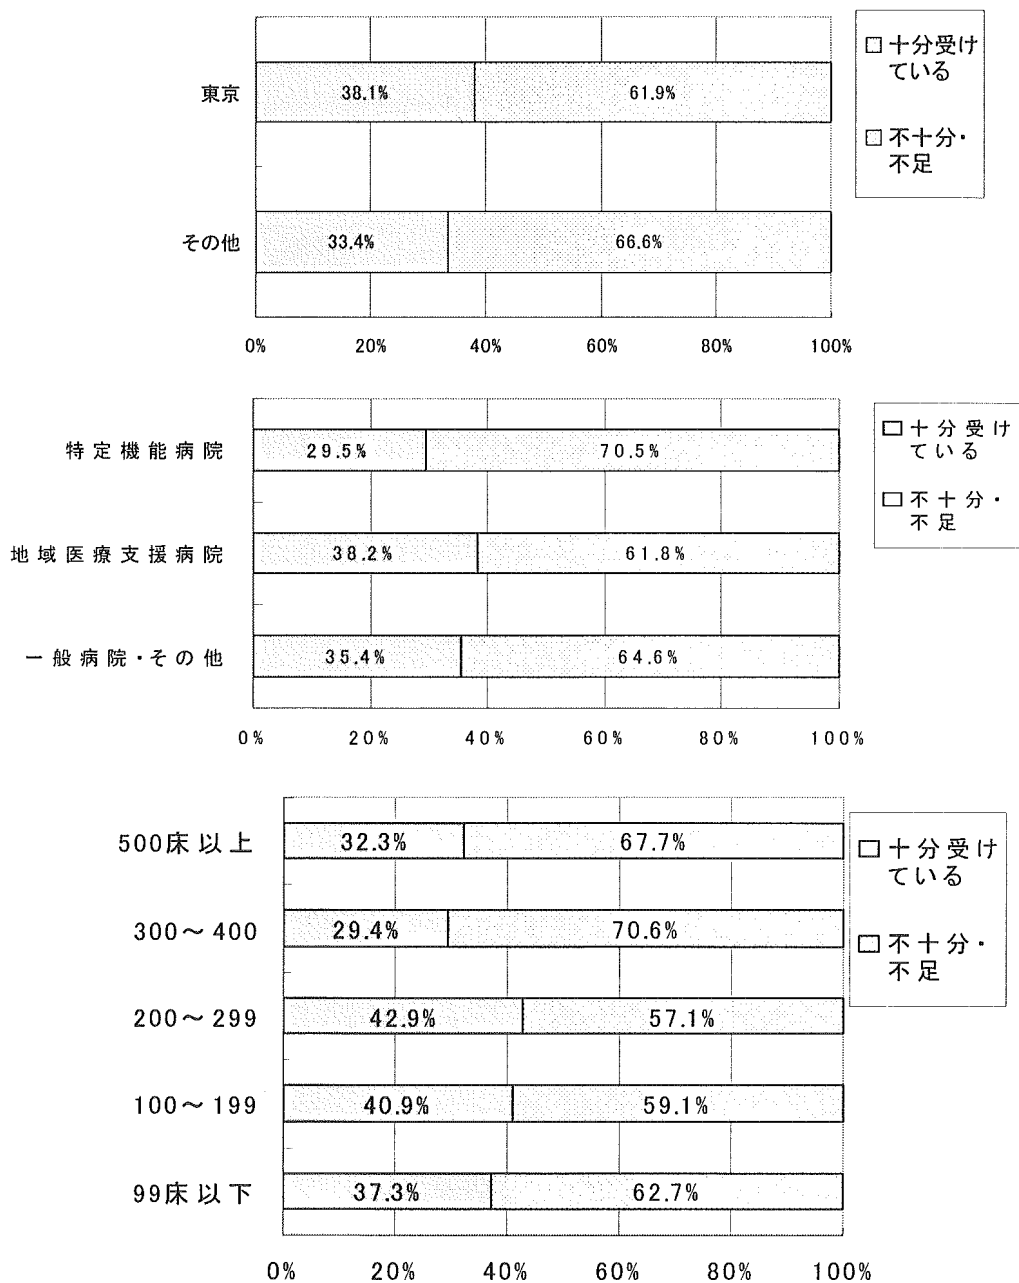 東京
38.1%
61.9%
その他
33.4%
66.6%
0%
20%
40%
60%
80%
100%
十分受け
ている
不十分・
不足
特定機能病院
29.5%
70.5%
地域医療支援病院
38.2%
61.8%
一般病院・その他
35.4%
64.6%
0%
20%
40%
60%
80%
100%
十分受け
ている
不十分・
不足
500床以上
32.3%
67.7%
300～400
29.4%
70.6%
200～299
42.9%
57.1%
100～199
40.9%
59.1%
99床以下
37.3%
62.7%
0%
20%
40%
60%
80%
100%
十分受け
ている
不十分・
不足